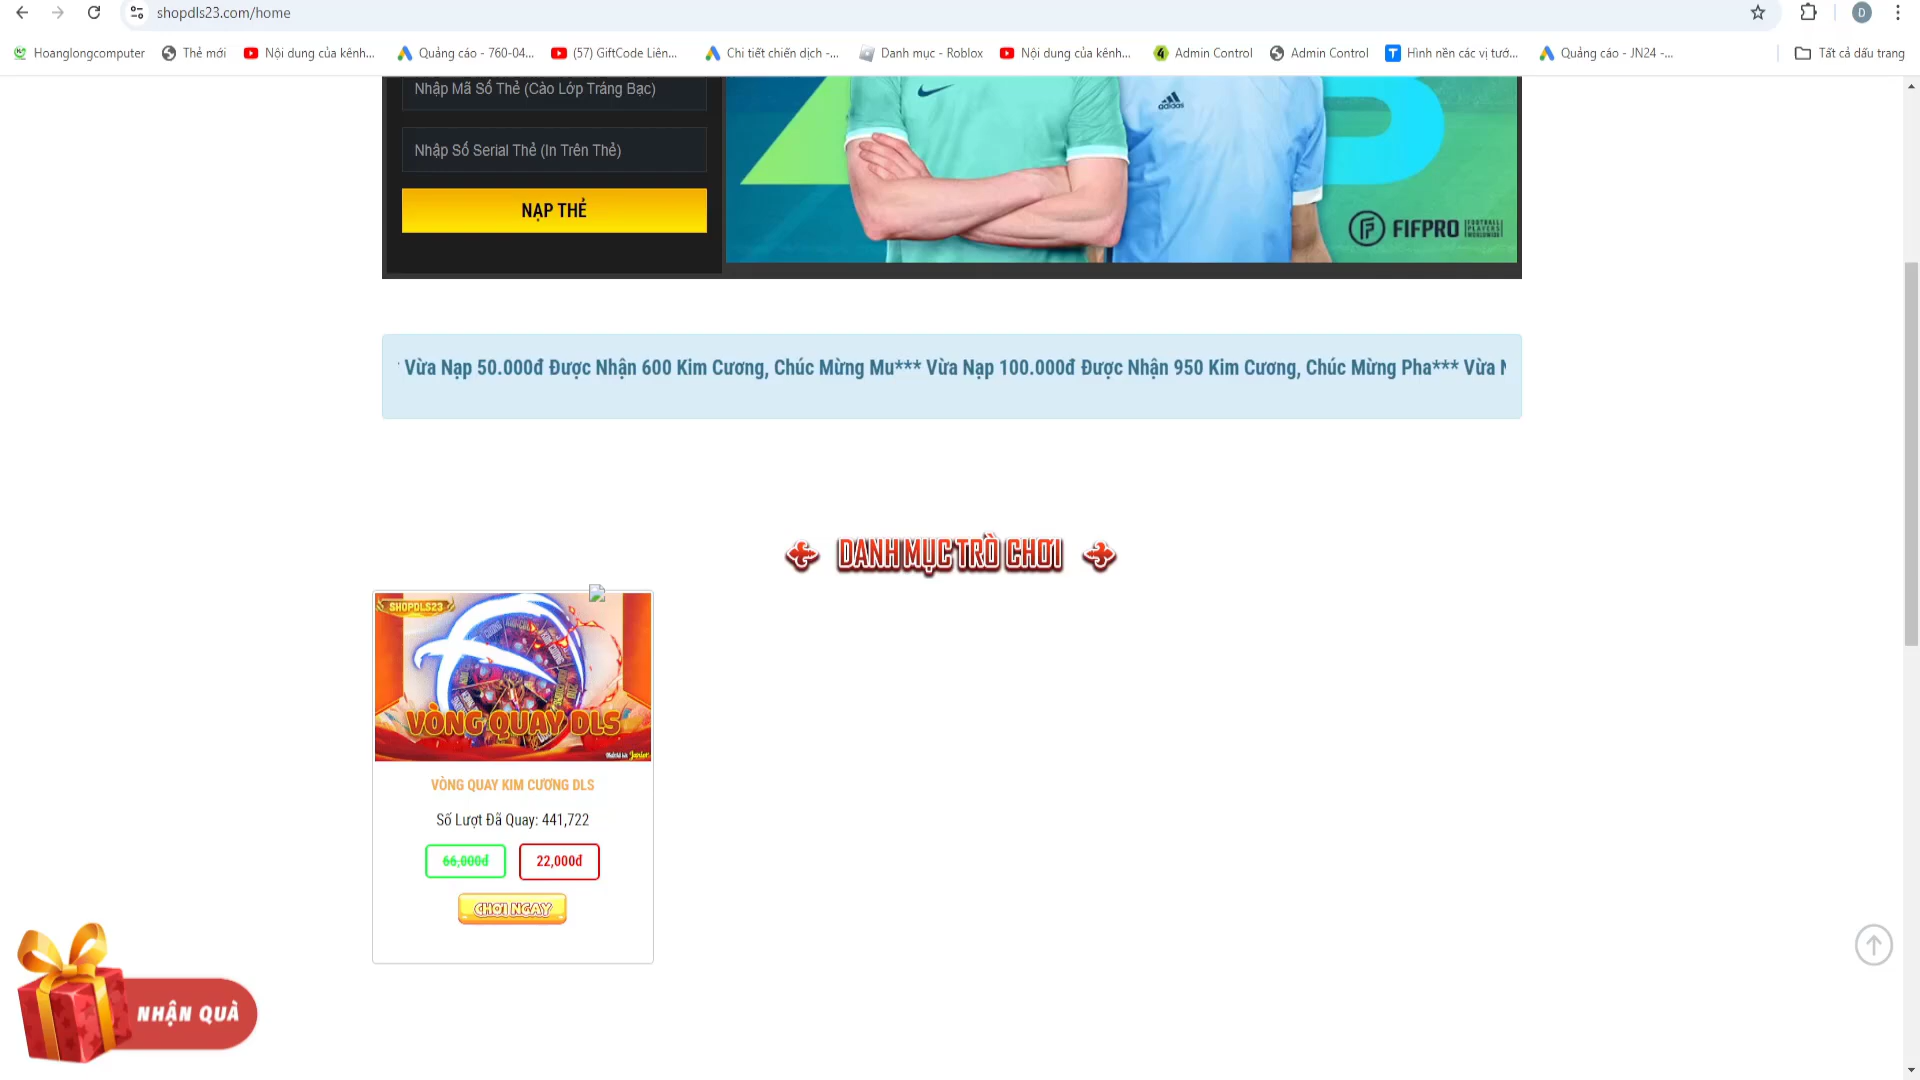 shopdls23.com/home
D
Hoanglongcomputer
Thẻ mới
Nội dung của kênh...
Quảng cáo - 760-04...
(57) GiftCode Liên...
Chi tiết chiến dịch -...
Danh mục - Roblox
Nội dung của kênh...
Admin Control
Admin Control
Hình nền các vị tướ...
Quảng cáo - JN24 -...
Tất cả dấu trang
Nhập Mã Số Thẻ (Cào Lớp Tráng Bạc)
Nhập Số Serial Thẻ (In Trên Thẻ)
NẠP THẺ
adidas
FIFPRO FOOTBALL PLAYERS WORLDWIDE
Vừa Nạp 50.000đ Được Nhận 600 Kim Cương, Chúc Mừng Mu*** Vừa Nạp 100.000đ Được Nhận 950 Kim Cương, Chúc Mừng Pha*** Vừa
DANH MỤC TRÒ CHƠI
SHOPDLS23
VÒNG QUAY DLS
Junior
VÒNG QUAY KIM CƯƠNG DLS
Số Lượt Đã Quay: 441,722
66,000đ
22,000đ
CHƠI NGAY
NHẬN QUÀ